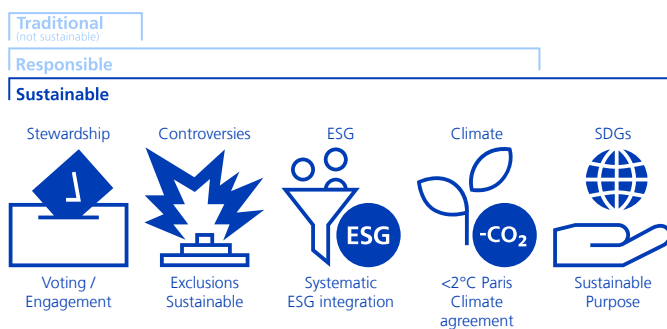 Traditional
(not sustainable)
Responsible
Sustainable
Stewardship
Controversies
ESG
Climate
SDGs
ESG
-CO₂
Voting /
Engagement
Exclusions
Sustainable
Systematic
ESG integration
<2°C Paris
Climate
agreement
Sustainable
Purpose